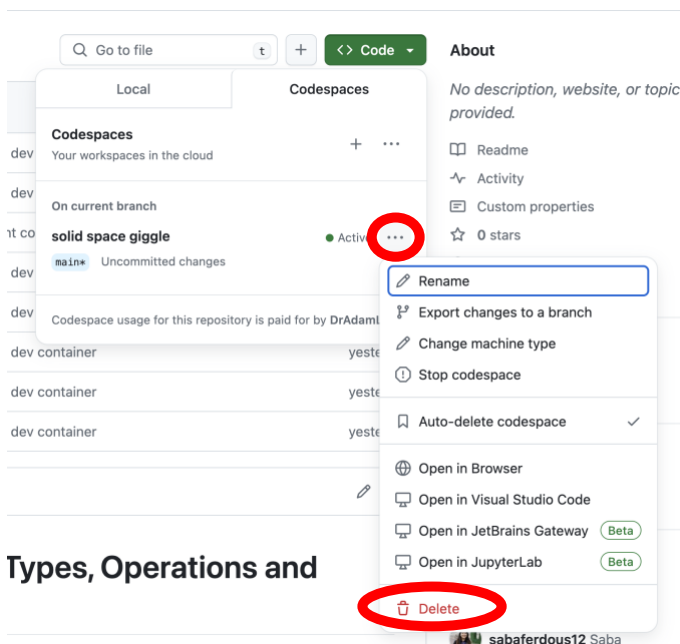 Go to file
t
Code
Local
Codespaces
Codespaces
Your workspaces in the cloud
On current branch
solid space giggle
Active
main* Uncommitted changes
Codespace usage for this repository is paid for by
dev
dev
dev
dev
dev container
dev container
dev container
Rename
Export changes to a branch
Change machine type
Stop codespace
Auto-delete codespace
Open in Browser
Open in Visual Studio Code
Open in JetBrains Gateway Beta
Open in JupyterLab Beta
Delete
About
No description, website, or topic
provided.
Readme
Activity
Custom properties
0 stars
Types, Operations and
sabaferdous12 Saba